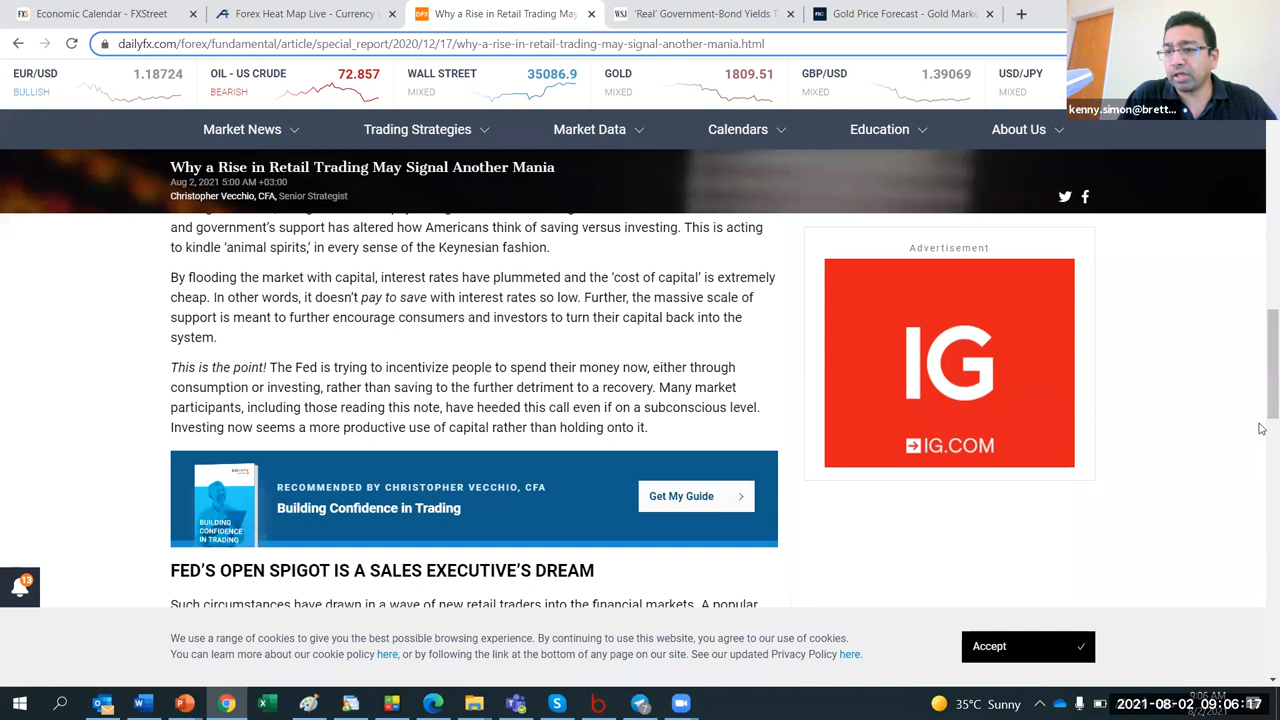 Economic Calendar - FXStreet
Forex Heat Map Live - Currency
DFX
Why a Rise in Retail Trading May
WSJ
'Real' Government-Bond Yields T
Gold Price Forecast - Gold Mark
dailyfx.com/forex/fundamental/article/special_report/2020/12/17/why-a-rise-in-retail-trading-may-signal-another-mania.html
EUR/USD 1.18724
BULLISH
OIL - US CRUDE 72.857
BEARISH
WALL STREET 35086.9
MIXED
GOLD 1809.51
MIXED
GBP/USD 1.39069
MIXED
USD/JPY
MIXED
kenny.simon@brett...
Market News
Trading Strategies
Market Data
Calendars
Education
About Us
Why a Rise in Retail Trading May Signal Another Mania
Aug 2, 2021 5:00 AM +03:00
Christopher Vecchio, CFA, Senior Strategist
and government's support has altered how Americans think of saving versus investing. This is acting
to kindle 'animal spirits,' in every sense of the Keynesian fashion.
By flooding the market with capital, interest rates have plummeted and the 'cost of capital' is extremely
cheap. In other words, it doesn't pay to save with interest rates so low. Further, the massive scale of
support is meant to further encourage consumers and investors to turn their capital back into the
system.
This is the point! The Fed is trying to incentivize people to spend their money now, either through
consumption or investing, rather than saving to the further detriment to a recovery. Many market
participants, including those reading this note, have heeded this call even if on a subconscious level.
Investing now seems a more productive use of capital rather than holding onto it.
Advertisement
IG
IG.COM
BUILDING
CONFIDENCE
IN TRADING
RECOMMENDED BY CHRISTOPHER VECCHIO, CFA
Building Confidence in Trading
Get My Guide
FED'S OPEN SPIGOT IS A SALES EXECUTIVE'S DREAM
Such circumstances have drawn in a wave of new retail traders into the financial markets. A popular
13
We use a range of cookies to give you the best possible browsing experience. By continuing to use this website, you agree to our use of cookies.
You can learn more about our cookie policy here, or by following the link at the bottom of any page on our site. See our updated Privacy Policy here.
Accept
35°C Sunny
9:06 AM
2021-08-02 09:06:17
8/2/2021